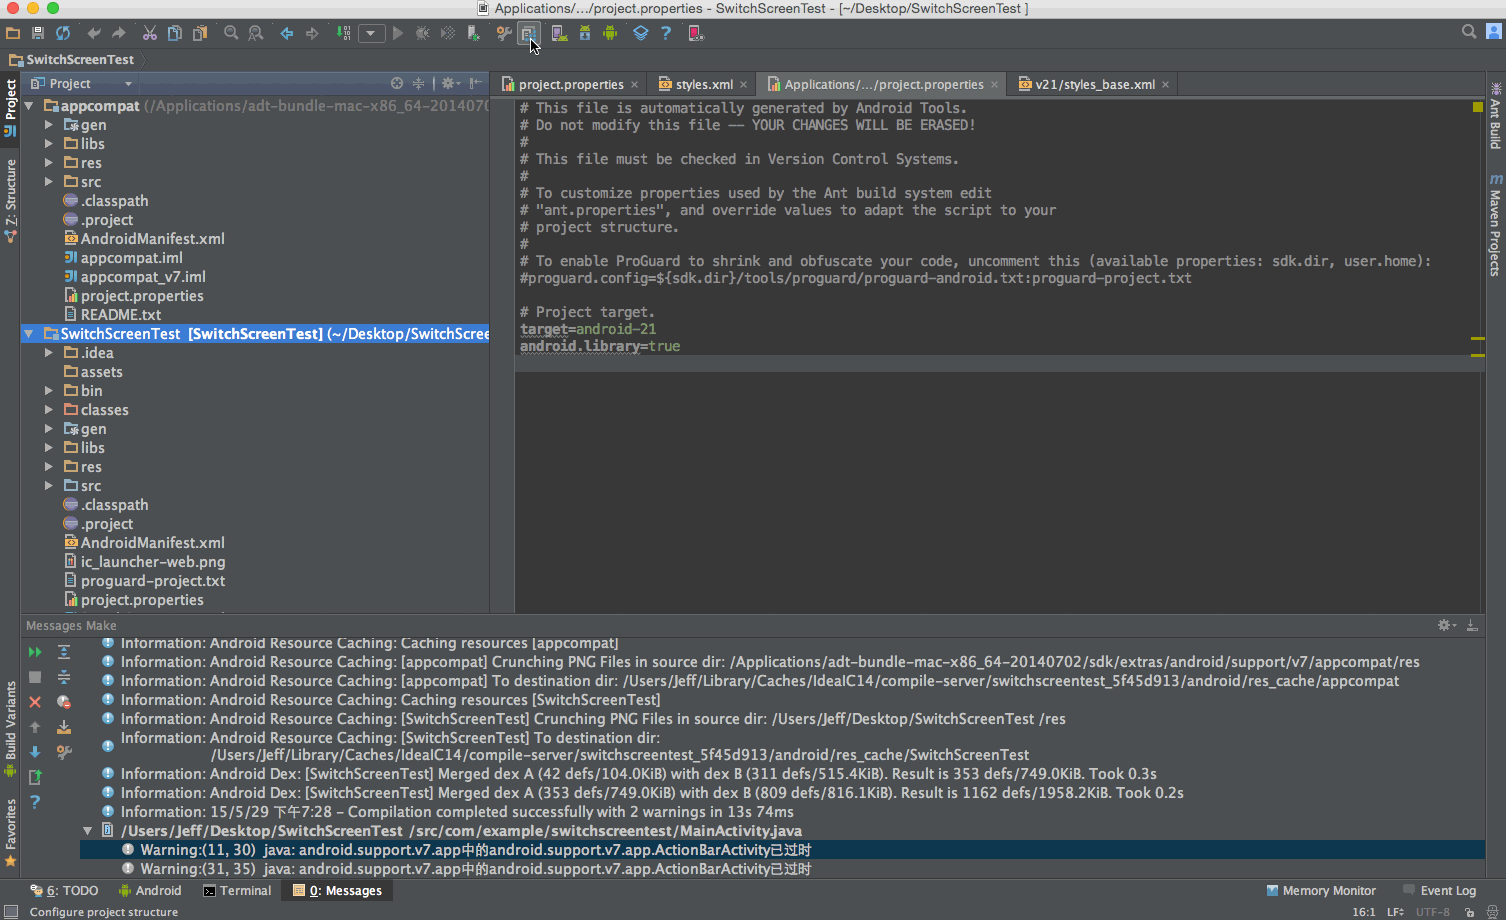 Applications/.../project.properties - SwitchScreenTest - [~/Desktop/SwitchScreenTest ]
SwitchScreenTest
Project
project.properties
styles.xml
Applications/.../project.properties
v21/styles_base.xml
Project
Z: Structure
Build Variants
Favorites
appcompat (/Applications/adt-bundle-mac-x86_64-2014070
gen
libs
res
src
.classpath
.project
AndroidManifest.xml
appcompat.iml
appcompat_v7.iml
project.properties
README.txt
SwitchScreenTest [SwitchScreenTest] (~/Desktop/SwitchScree
.idea
assets
bin
classes
gen
libs
res
src
.classpath
.project
AndroidManifest.xml
ic_launcher-web.png
proguard-project.txt
project.properties
# This file is automatically generated by Android Tools.
# Do not modify this file -- YOUR CHANGES WILL BE ERASED!
#
# This file must be checked in Version Control Systems.
#
# To customize properties used by the Ant build system edit
# "ant.properties", and override values to adapt the script to your
# project structure.
#
# To enable ProGuard to shrink and obfuscate your code, uncomment this (available properties: sdk.dir, user.home):
#proguard.config=${sdk.dir}/tools/proguard/proguard-android.txt:proguard-project.txt
# Project target.
target=android-21
android.library=true
Ant Build
m Maven Projects
Messages Make
Information: Android Resource Caching: Caching resources [appcompat]
Information: Android Resource Caching: [appcompat] Crunching PNG Files in source dir: /Applications/adt-bundle-mac-x86_64-20140702/sdk/extras/android/support/v7/appcompat/res
Information: Android Resource Caching: [appcompat] To destination dir: /Users/Jeff/Library/Caches/IdeaIC14/compile-server/switchscreentest_5f45d913/android/res_cache/appcompat
Information: Android Resource Caching: Caching resources [SwitchScreenTest]
Information: Android Resource Caching: [SwitchScreenTest] Crunching PNG Files in source dir: /Users/Jeff/Desktop/SwitchScreenTest /res
Information: Android Resource Caching: [SwitchScreenTest] To destination dir:
/Users/Jeff/Library/Caches/IdeaIC14/compile-server/switchscreentest_5f45d913/android/res_cache/SwitchScreenTest
Information: Android Dex: [SwitchScreenTest] Merged dex A (42 defs/104.0KiB) with dex B (311 defs/515.4KiB). Result is 353 defs/749.0KiB. Took 0.3s
Information: Android Dex: [SwitchScreenTest] Merged dex A (353 defs/749.0KiB) with dex B (809 defs/816.1KiB). Result is 1162 defs/1958.2KiB. Took 0.2s
Information: 15/5/29 下午7:28 – Compilation completed successfully with 2 warnings in 13s 74ms
/Users/Jeff/Desktop/SwitchScreenTest /src/com/example/switchscreentest/MainActivity.java
Warning:(11, 30) java: android.support.v7.app中的android.support.v7.app.ActionBarActivity已过时
Warning:(31, 35) java: android.support.v7.app中的android.support.v7.app.ActionBarActivity已过时
6: TODO
Android
Terminal
0: Messages
Memory Monitor
Event Log
Configure project structure
16:1
LF
UTF-8